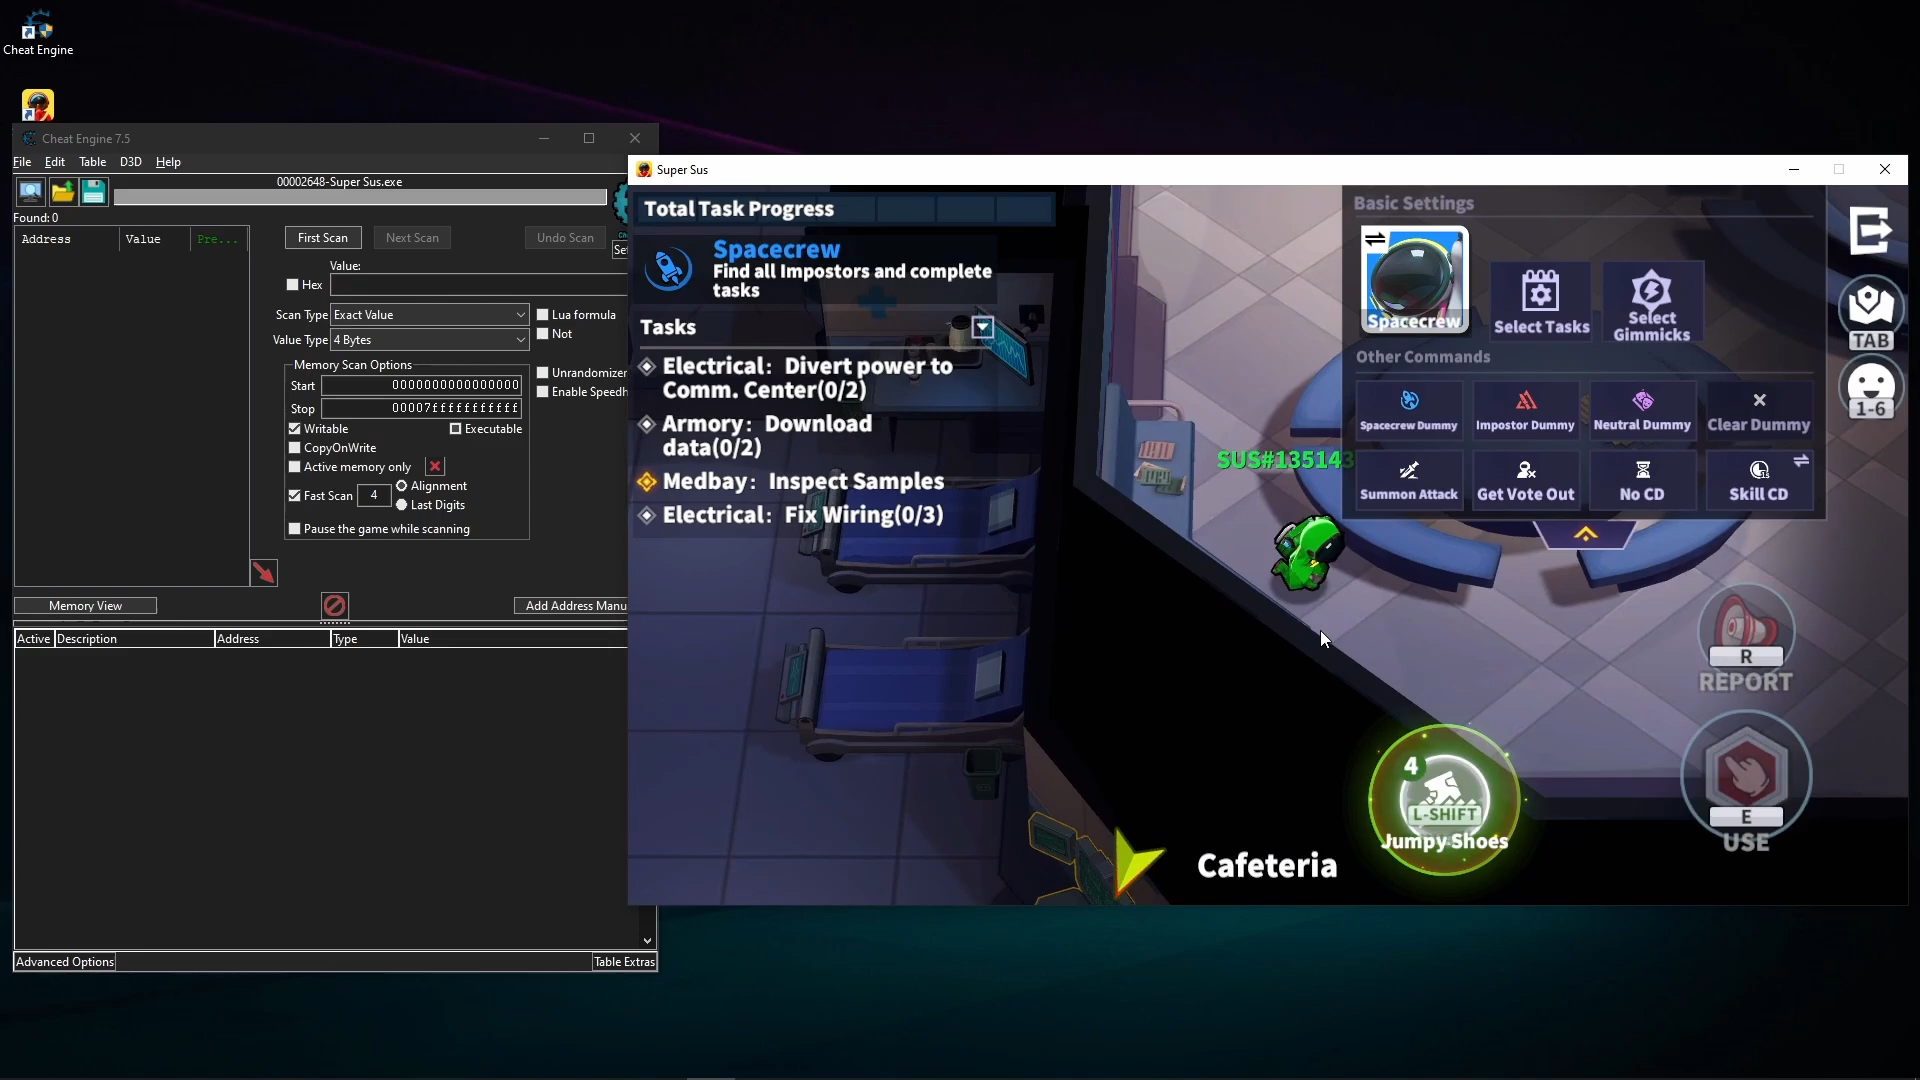 Cheat Engine
Cheat Engine 7.5
File Edit Table D3D Help
00002648-Super Sus.exe
Found: 0
Address Value Pre...
First Scan Next Scan Undo Scan
Value:
Hex
Scan Type Exact Value
Lua formula
Value Type 4 Bytes
Not
Memory Scan Options
Start 0000000000000000
Unrandomizer
Stop 00007fffffffffff
Writable Executable
CopyOnWrite
Active memory only
Fast Scan 4 Alignment
Last Digits
Pause the game while scanning
Memory View
Active Description Address Type Value
Advanced Options Table Extras
Super Sus
Total Task Progress
Spacecrew
Find all Impostors and complete
tasks
Tasks
Electrical: Divert power to
Comm. Center(0/2)
Armory: Download
data(0/2)
Medbay: Inspect Samples
Electrical: Fix Wiring(0/3)
SUS#135143
Basic Settings
Spacecrew
Select Tasks
Select
Gimmicks
Other Commands
Spacecrew Dummy Impostor Dummy Neutral Dummy Clear Dummy
Summon Attack Get Vote Out No CD Skill CD
TAB
1-6
R
REPORT
E
USE
4
L-SHIFT
Jumpy Shoes
Cafeteria